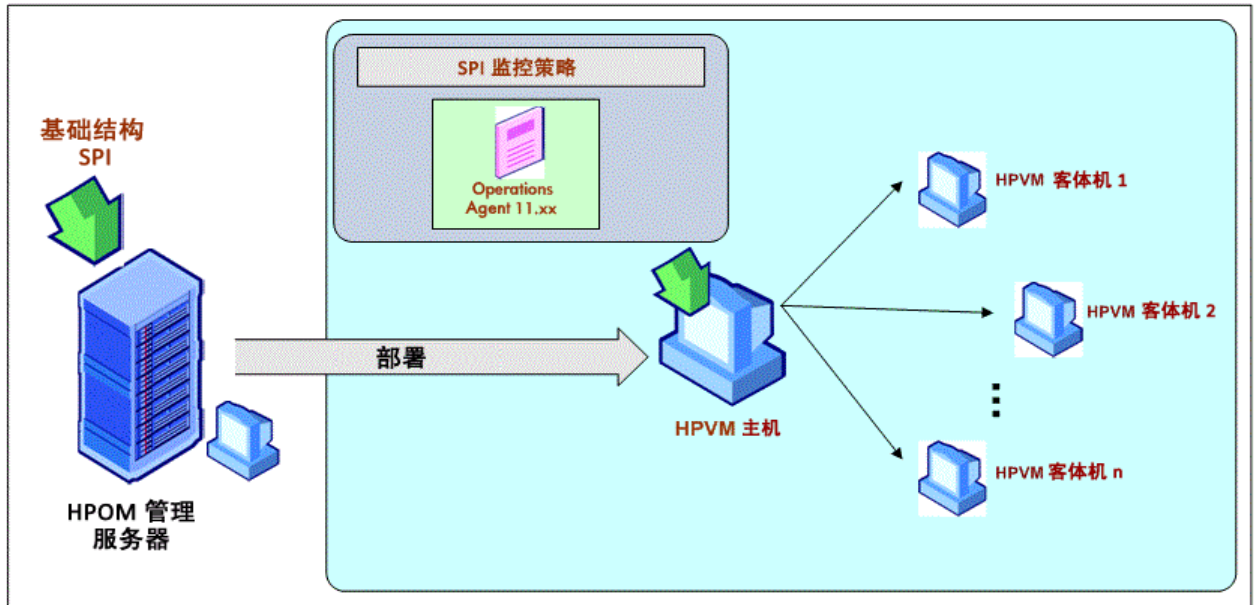 SPI 监控策略
基础结构
SPI
Operations
Agent 11.xx
HPVM 客体机 1
HPVM 客体机 2
部署
HPVM 主机
HPVM 客体机 n
HPOM 管理
服务器